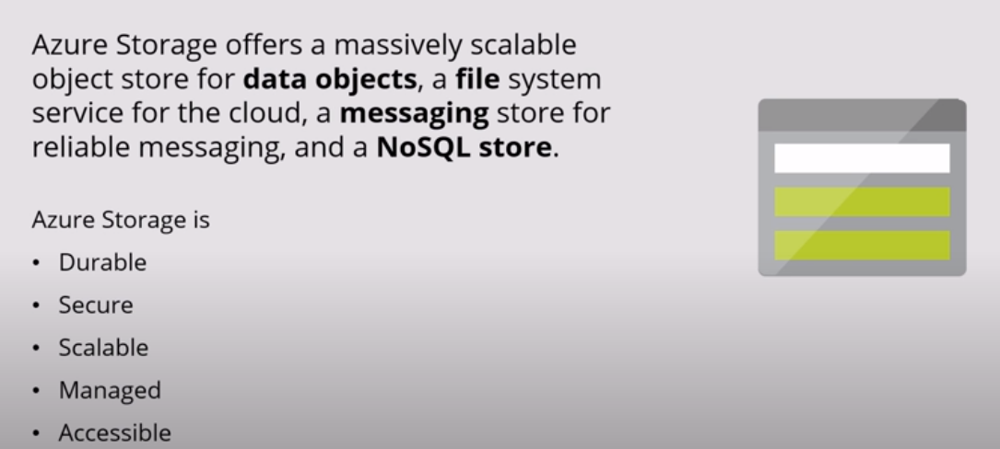 Azure Storage offers a massively scalable
object store for data objects, a file system
service for the cloud, a messaging store for
reliable messaging, and a NoSQL store.
Azure Storage is
• Durable
• Secure
• Scalable
• Managed
• Accessible